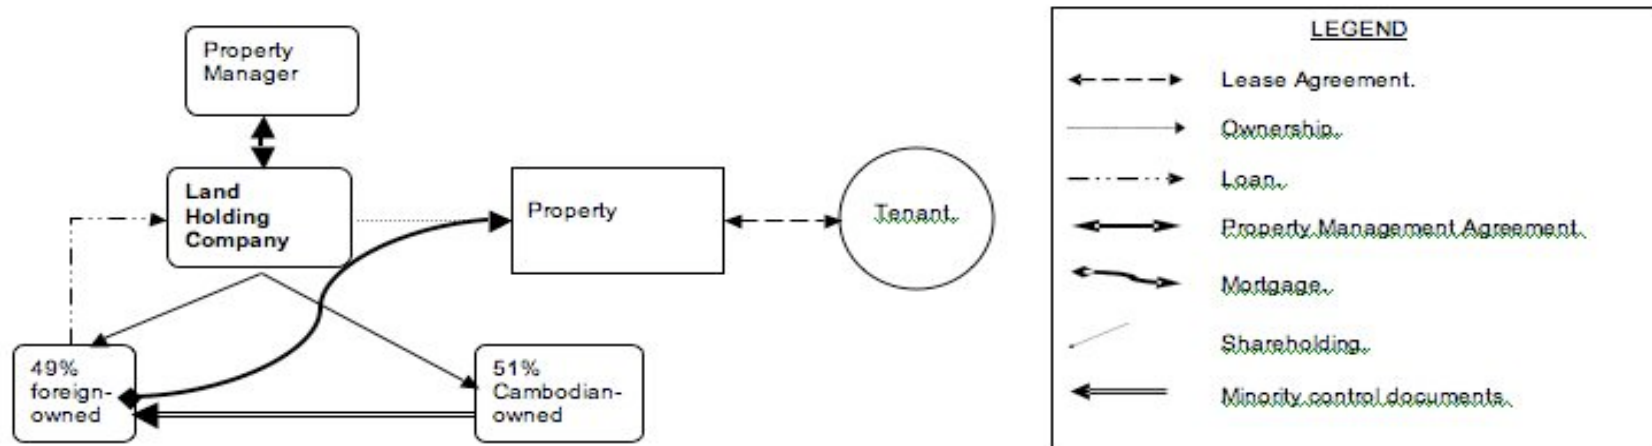 Property
Manager
Land
Holding
Company
Property
Tenant.
49%
foreign-
owned
51%
Cambodian-
owned
LEGEND
Lease Agreement.
Ownership.
Loan.
Property Management Agreement.
Mortgage.
Shareholding.
Minority control documents.